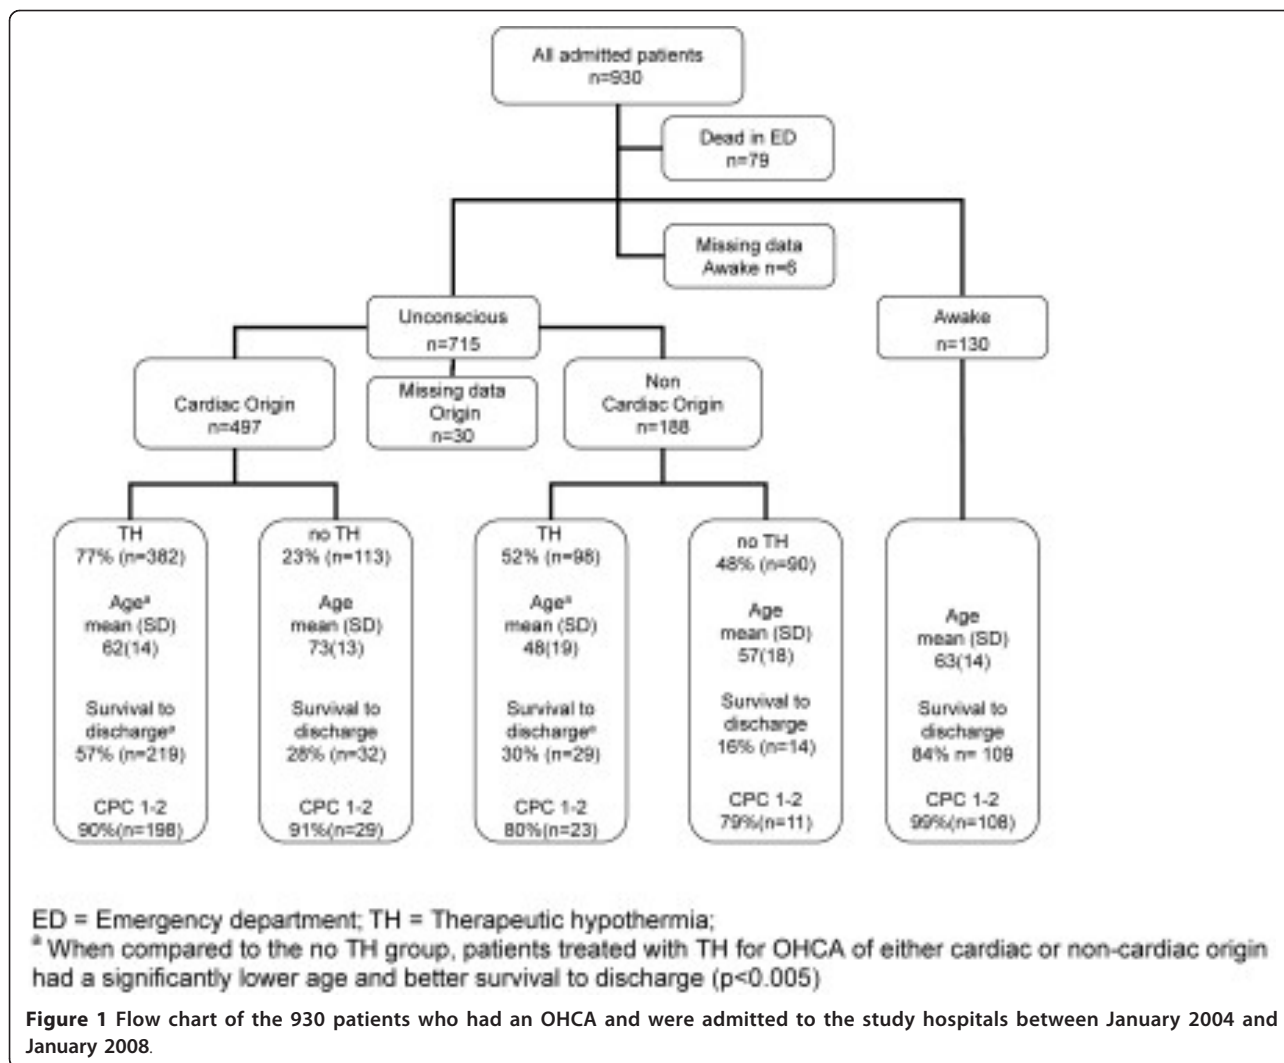 All admitted patients
n=930
Dead in ED
n=79
Missing data
Awake n=6
Unconscious
n=715
Awake
n=130
Cardiac Origin
n=497
Missing data
Origin
n=30
Non
Cardiac Origin
n=188
TH
77% (n=382)
Ageᵃ
mean (SD)
62(14)
Survival to
dischargeᵃ
57% (n=219)
CPC 1-2
90%(n=198)
no TH
23% (n=113)
Age
mean (SD)
73(13)
Survival to
discharge
28% (n=32)
CPC 1-2
91%(n=29)
TH
52% (n=98)
Ageᵃ
mean (SD)
48(19)
Survival to
dischargeᵃ
30% (n=29)
CPC 1-2
80%(n=23)
no TH
48% (n=90)
Age
mean (SD)
57(18)
Survival to
discharge
16% (n=14)
CPC 1-2
79%(n=11)
Age
mean (SD)
63(14)
Survival to
discharge
84% n= 109
CPC 1-2
99%(n=108)
ED = Emergency department; TH = Therapeutic hypothermia;
ᵃ When compared to the no TH group, patients treated with TH for OHCA of either cardiac or non-cardiac origin
had a significantly lower age and better survival to discharge (p<0.005)
Figure 1 Flow chart of the 930 patients who had an OHCA and were admitted to the study hospitals between January 2004 and
January 2008.